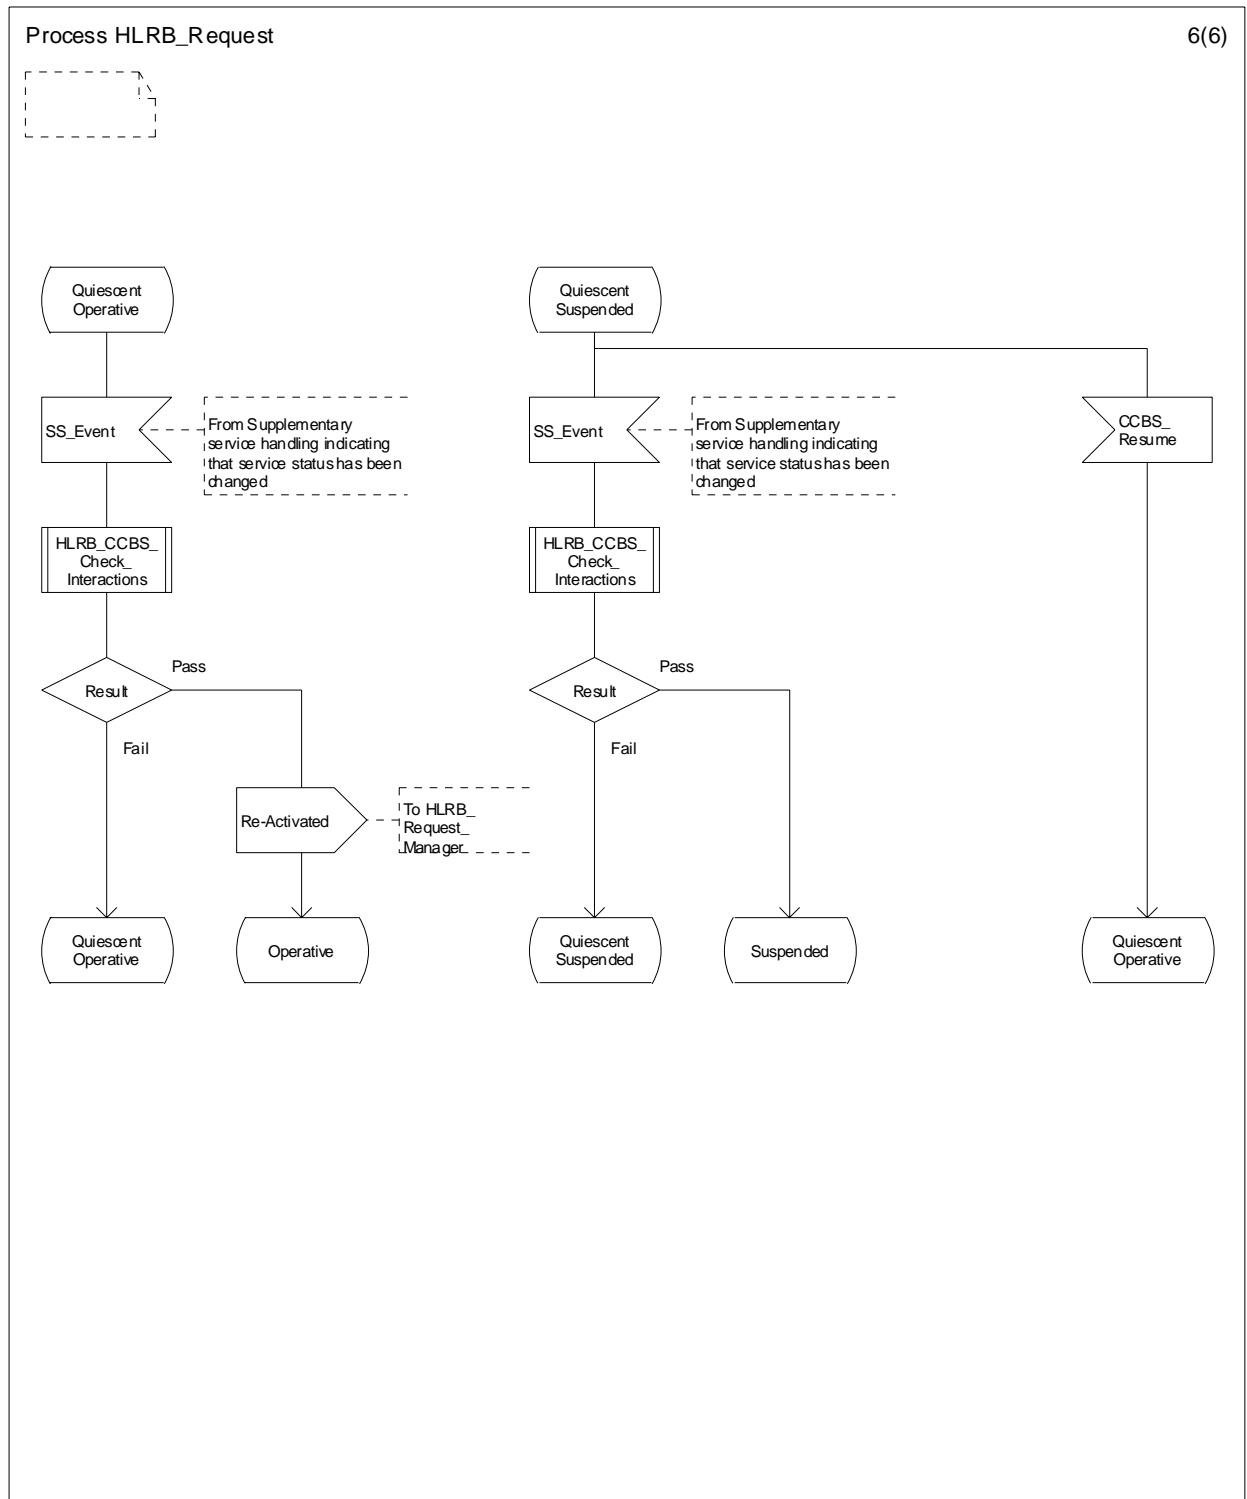 Process HLRB_Request
6(6)
Quiescent
Operative
SS_Event
From Supplementary
service handling indicating
that service status has been
changed
HLRB_CCBS_
Check_
Interactions
Result
Pass
Fail
Re-Activated
To HLRB_
Request_
Manager
Quiescent
Operative
Operative
Quiescent
Suspended
SS_Event
From Supplementary
service handling indicating
that service status has been
changed
HLRB_CCBS_
Check_
Interactions
Result
Pass
Fail
Quiescent
Suspended
Suspended
CCBS_
Resume
Quiescent
Operative